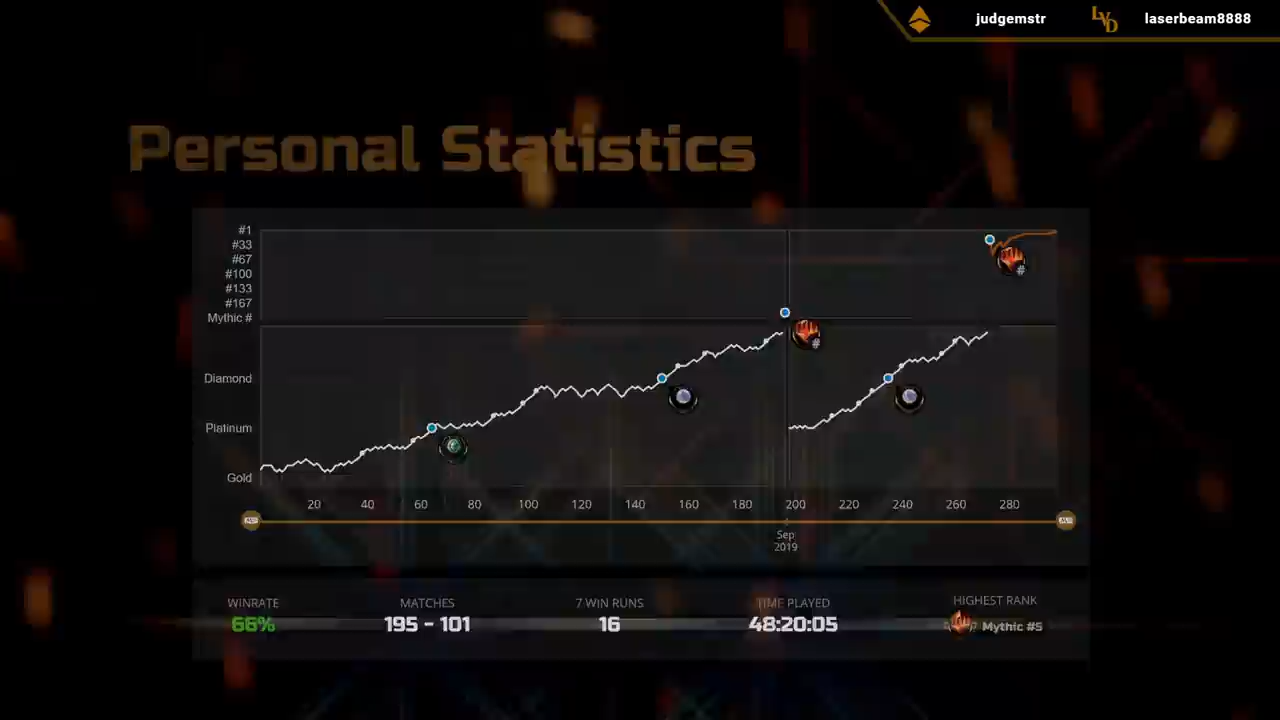 judgemstr
LVD
laserbeam8888
Personal Statistics
#1
#33
#67
#100
#133
#167
Mythic #
Diamond
Platinum
Gold
#
#
20 40 60 80 100 120 140 160 180 200 220 240 260 280
Sep
2019
WINRATE MATCHES 7 WIN RUNS TIME PLAYED HIGHEST RANK
66% 195 - 101 16 48:20:05 Mythic #5